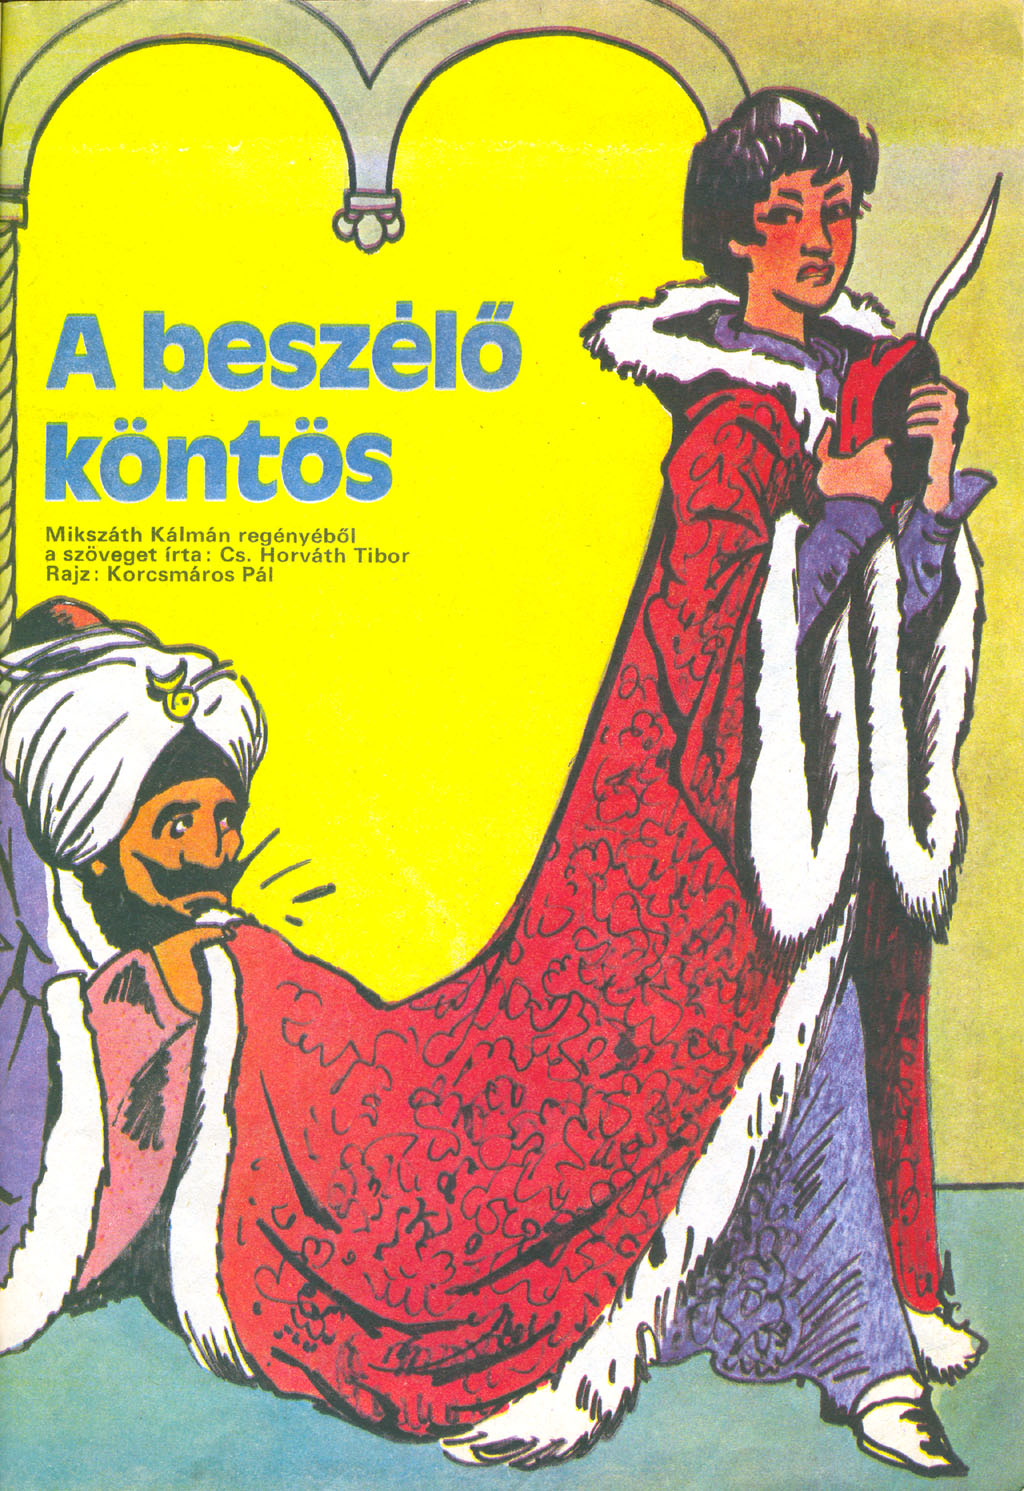 A beszélő
köntös
Mikszáth Kálmán regényéből
a szöveget írta: Cs. Horváth Tibor
Rajz: Korcsmáros Pál